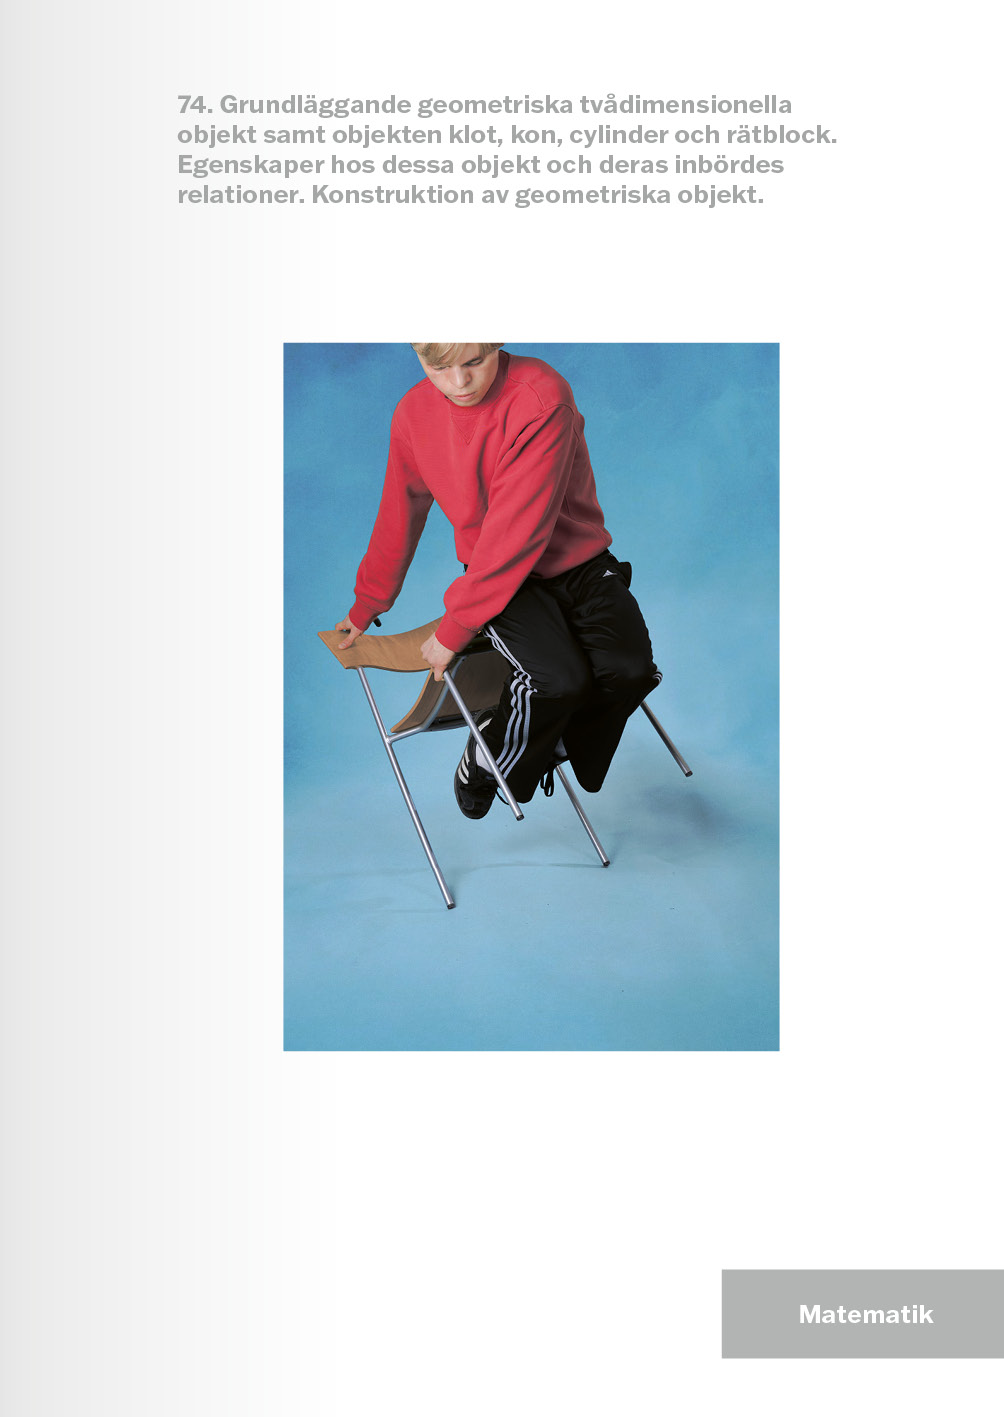 74. Grundläggande geometriska tvådimensionella
objekt samt objekten klot, kon, cylinder och rätblock.
Egenskaper hos dessa objekt och deras inbördes
relationer. Konstruktion av geometriska objekt.
Matematik